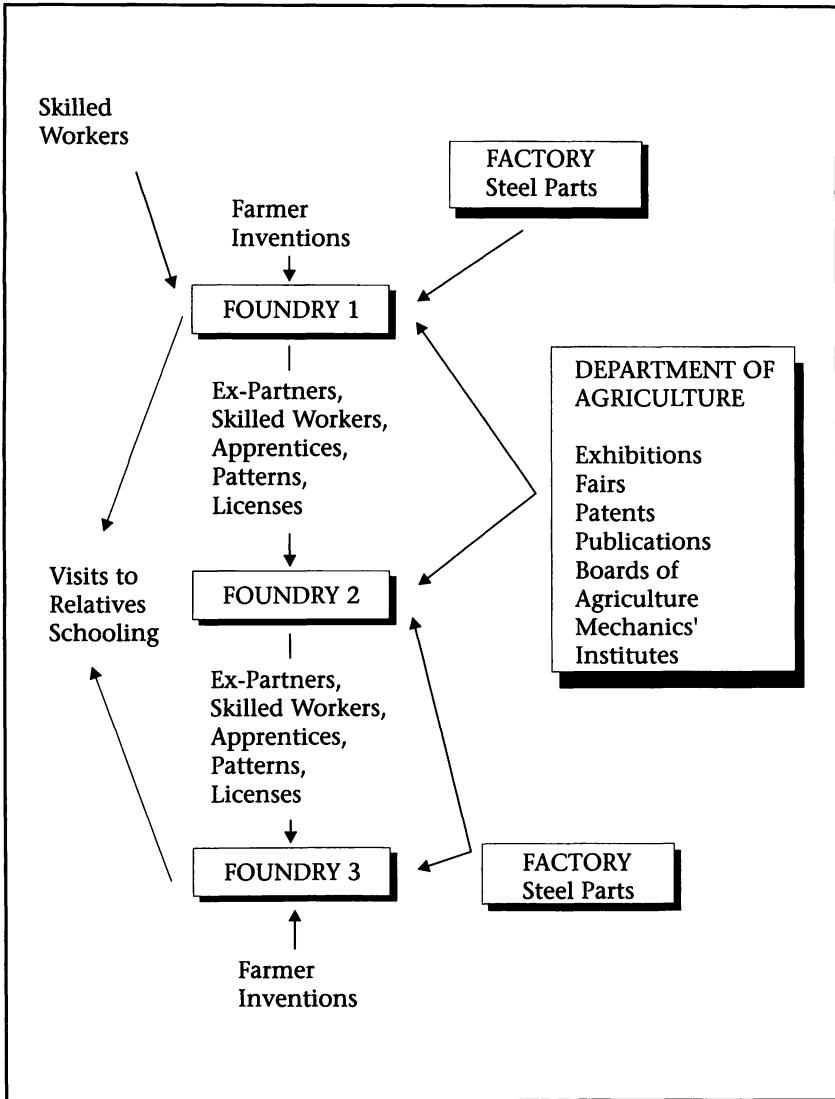 Skilled
Workers
FACTORY
Steel Parts
Farmer
Inventions
FOUNDRY 1
DEPARTMENT OF
AGRICULTURE
Exhibitions
Fairs
Patents
Publications
Boards of
Agriculture
Mechanics'
Institutes
Ex-Partners,
Skilled Workers,
Apprentices,
Patterns,
Licenses
Visits to
Relatives
Schooling
FOUNDRY 2
Ex-Partners,
Skilled Workers,
Apprentices,
Patterns,
Licenses
FOUNDRY 3
FACTORY
Steel Parts
Farmer
Inventions